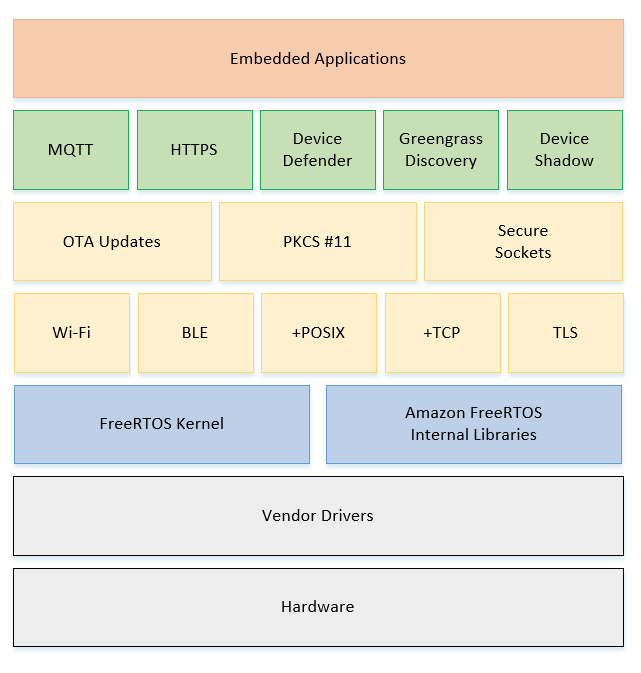 Embedded Applications
MQTT
HTTPS
Device
Defender
Greengrass
Discovery
Device
Shadow
OTA Updates
PKCS #11
Secure
Sockets
Wi-Fi
BLE
+POSIX
+TCP
TLS
FreeRTOS Kernel
Amazon FreeRTOS
Internal Libraries
Vendor Drivers
Hardware